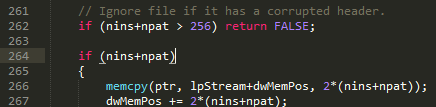 261 // Ignore file if it has a corrupted header.
262 if (nins+npat > 256) return FALSE;
263
264 if (nins+npat)
265 {
266 memcpy(ptr, lpStream+dwMemPos, 2*(nins+npat));
267 dwMemPos += 2*(nins+npat);